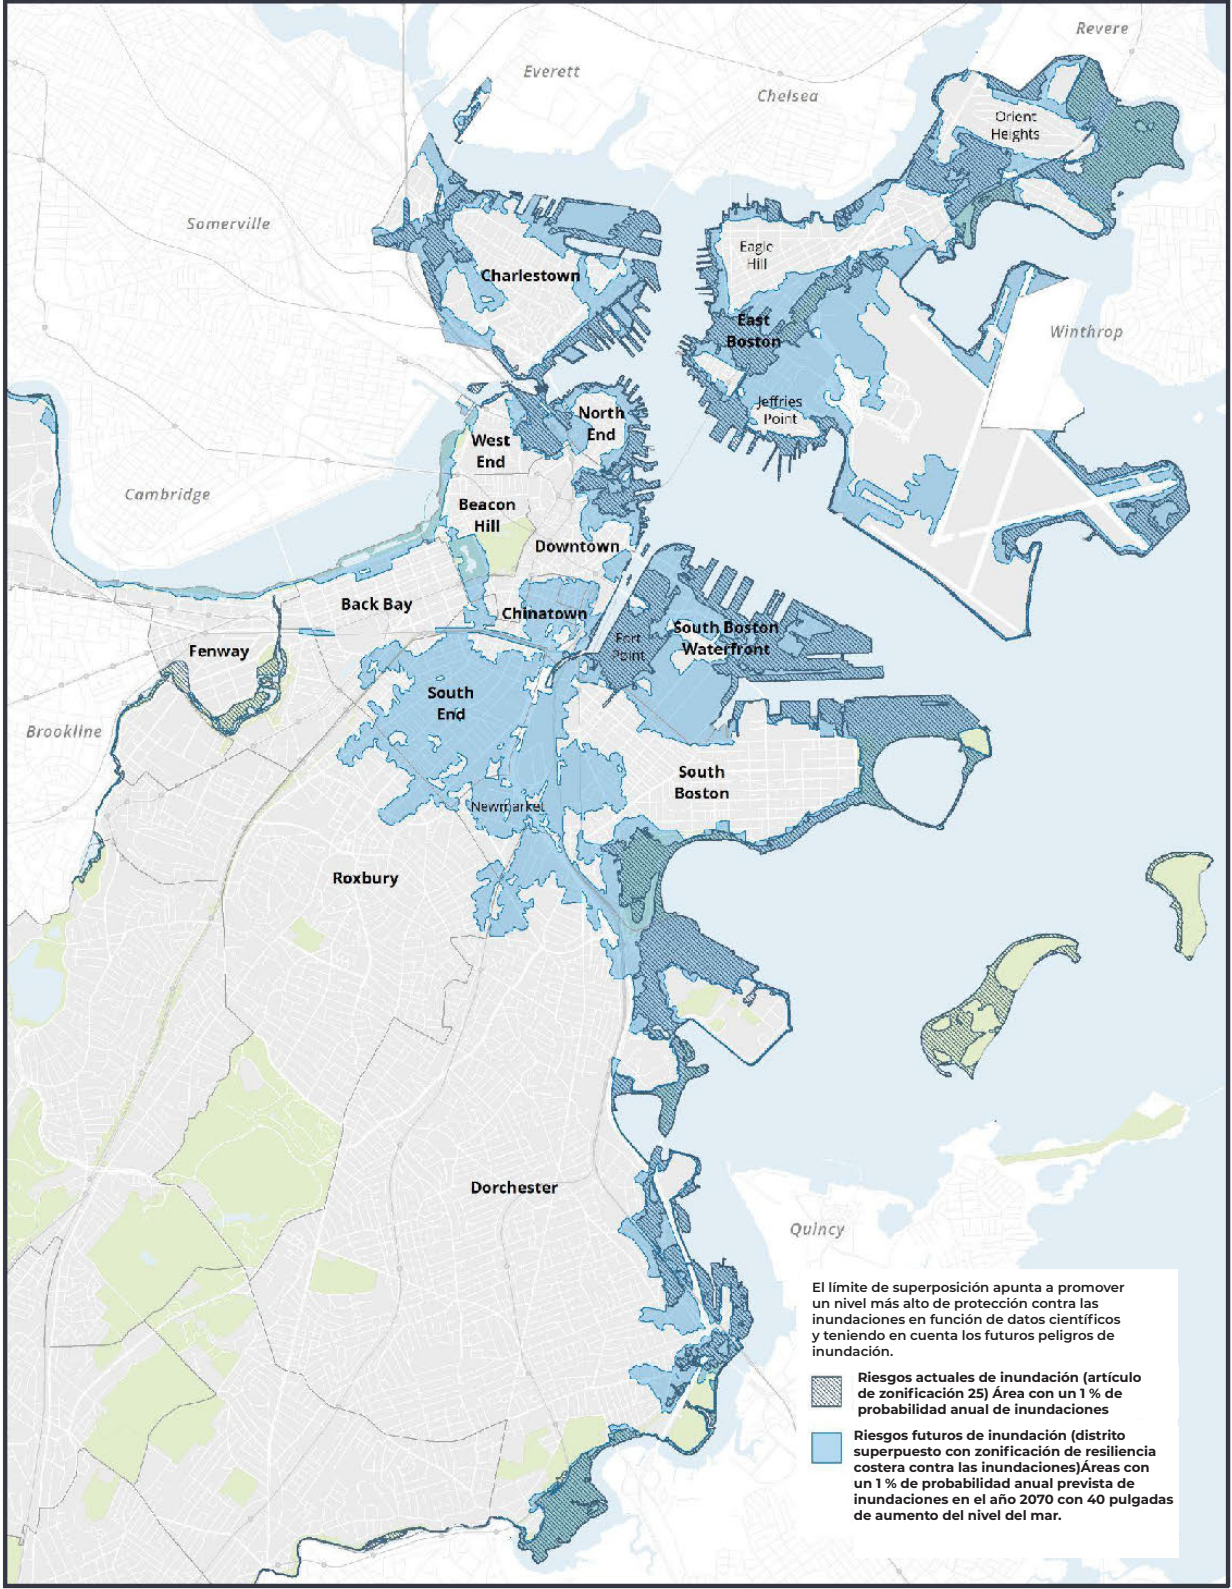 Revere
Everett
Chelsea
Orient
Heights
Somerville
Eagle
Hill
Charlestown
East
Boston
Winthrop
Jeffries
Point
North
End
West
End
Cambridge
Beacon
Hill
Downtown
Back Bay
Chinatown
South Boston
Waterfront
Fort
Point
Fenway
South
End
Brookline
South
Boston
Newmarket
Roxbury
Dorchester
Quincy
El límite de superposición apunta a promover
un nivel más alto de protección contra las
inundaciones en función de datos científicos
y teniendo en cuenta los futuros peligros de
inundación.
Riesgos actuales de inundación (artículo
de zonificación 25) Área con un 1 % de
probabilidad anual de inundaciones
Riesgos futuros de inundación (distrito
superpuesto con zonificación de resiliencia
costera contra las inundaciones)Áreas con
un 1 % de probabilidad anual prevista de
inundaciones en el año 2070 con 40 pulgadas
de aumento del nivel del mar.